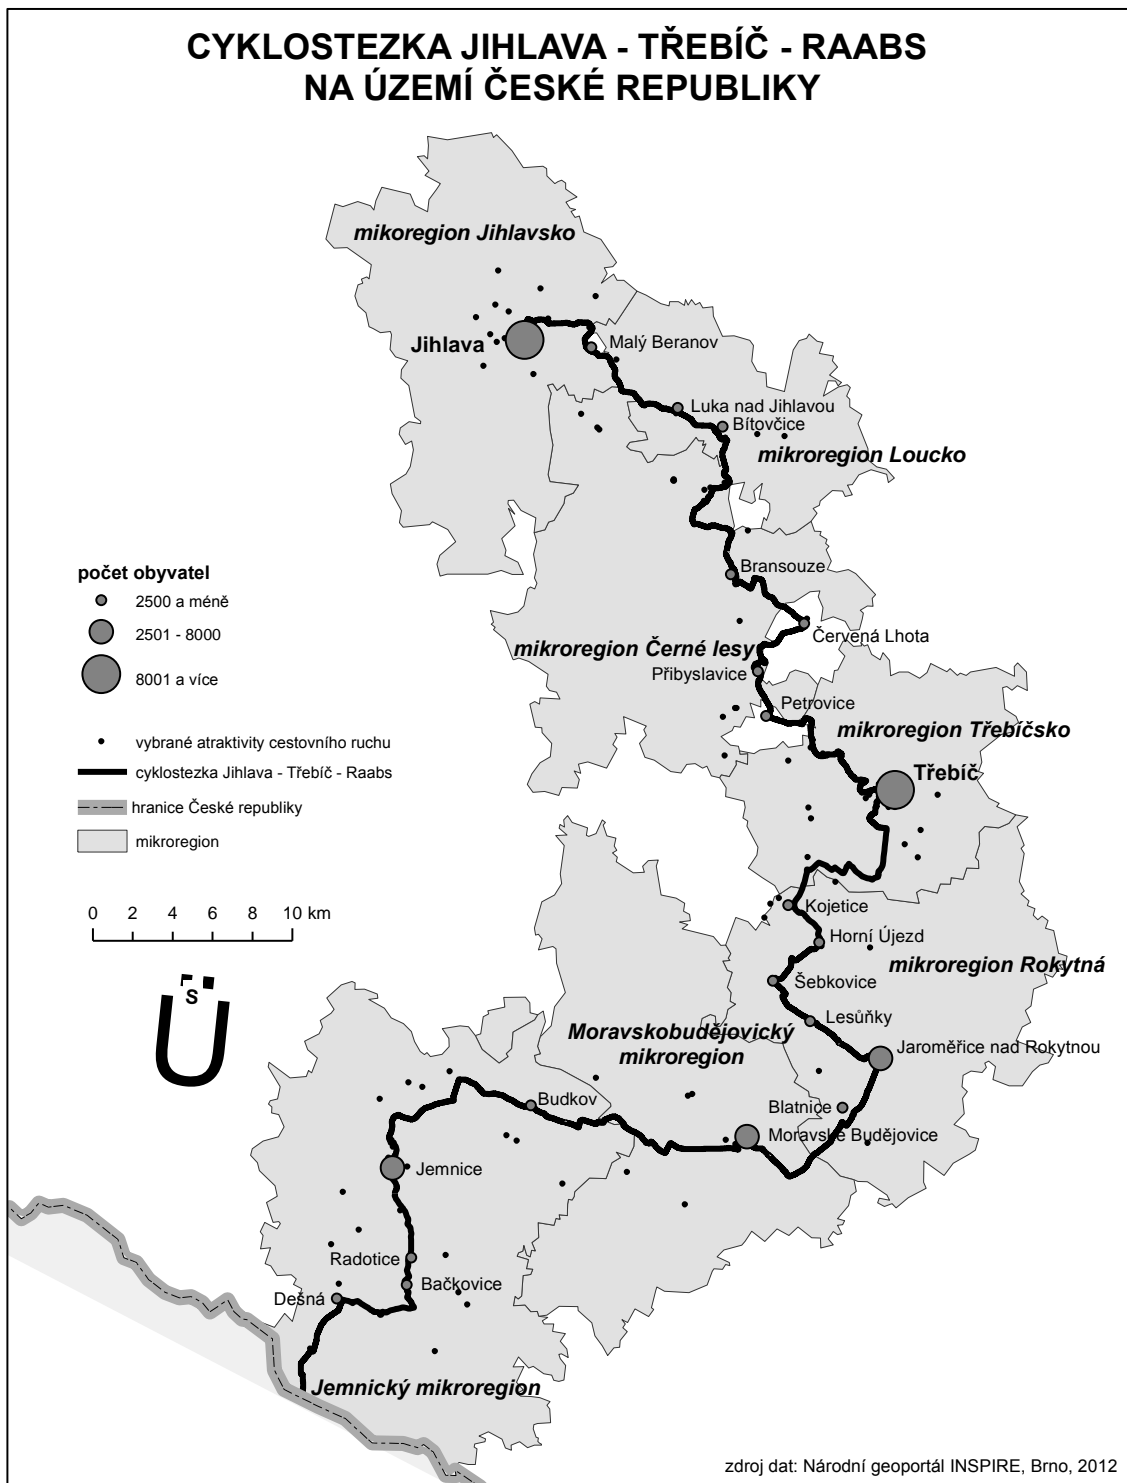 CYKLOSTEZKA JIHLAVA - TŘEBÍČ - RAABS
NA ÚZEMÍ ČESKÉ REPUBLIKY
mikoregion Jihlavsko
Jihlava
Malý Beranov
Luka nad Jihlavou
Bítovčice
mikroregion Loucko
Bransouze
Červená Lhota
mikroregion Černé lesy
Přibyslavice
Petrovice
mikroregion Třebíčsko
Třebíč
počet obyvatel
2500 a méně
2501 - 8000
8001 a více
vybrané atraktivity cestovního ruchu
cyklostezka Jihlava - Třebíč - Raabs
hranice České republiky
mikroregion
0 2 4 6 8 10 km
S
Kojetice
Horní Újezd
mikroregion Rokytná
Šebkovice
Lesůňky
Moravskobudějovický
mikroregion
Jaroměřice nad Rokytnou
Budkov
Blatnice
Moravské Budějovice
Jemnice
Radotice
Bačkovice
Dešná
Jemnický mikroregion
zdroj dat: Národní geoportál INSPIRE, Brno, 2012